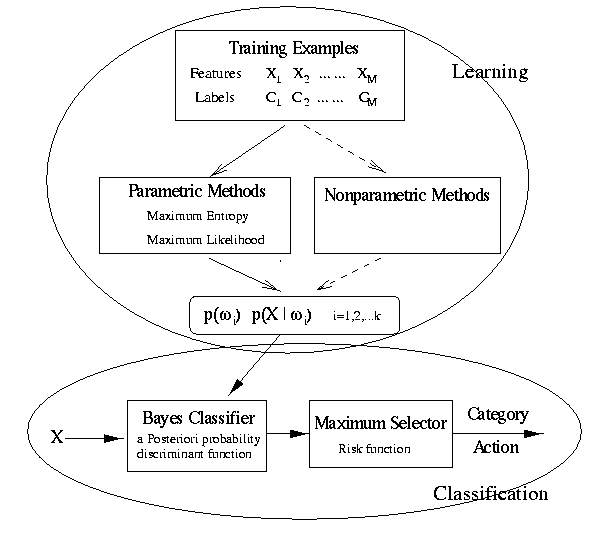 Training Examples
Learning
Features X1 X2 ...... XM
Labels C1 C2 ...... CM
Parametric Methods
Maximum Entropy
Maximum Likelihood
Nonparametric Methods
p(ωi) p(X | ωi) i=1,2,...k
X
Bayes Classifier
a Posteriori probability
discriminant function
Maximum Selector
Risk function
Category
Action
Classification